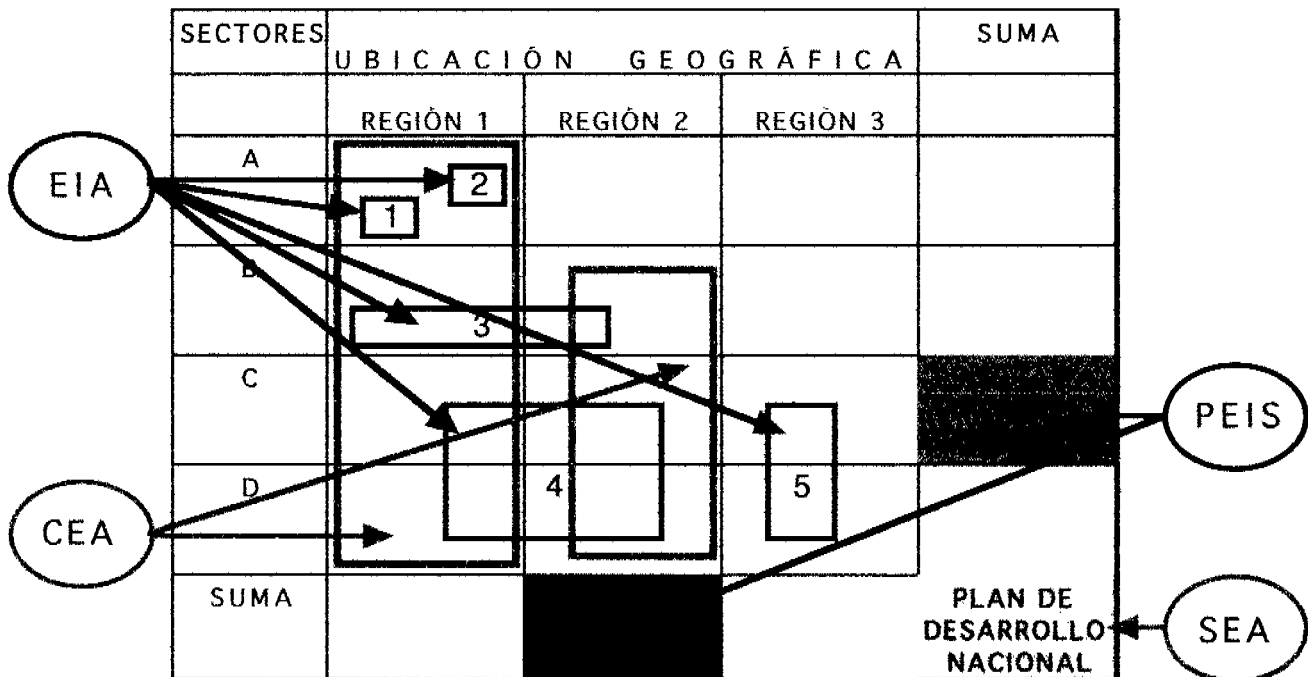 SECTORES
UBICACIÓN GEOGRÁFICA
SUMA
REGIÓN 1
REGIÓN 2
REGIÓN 3
EIA
A
2
1
B
3
C
PEIS
D
4
5
CEA
SUMA
PLAN DE
DESARROLLO
NACIONAL
SEA